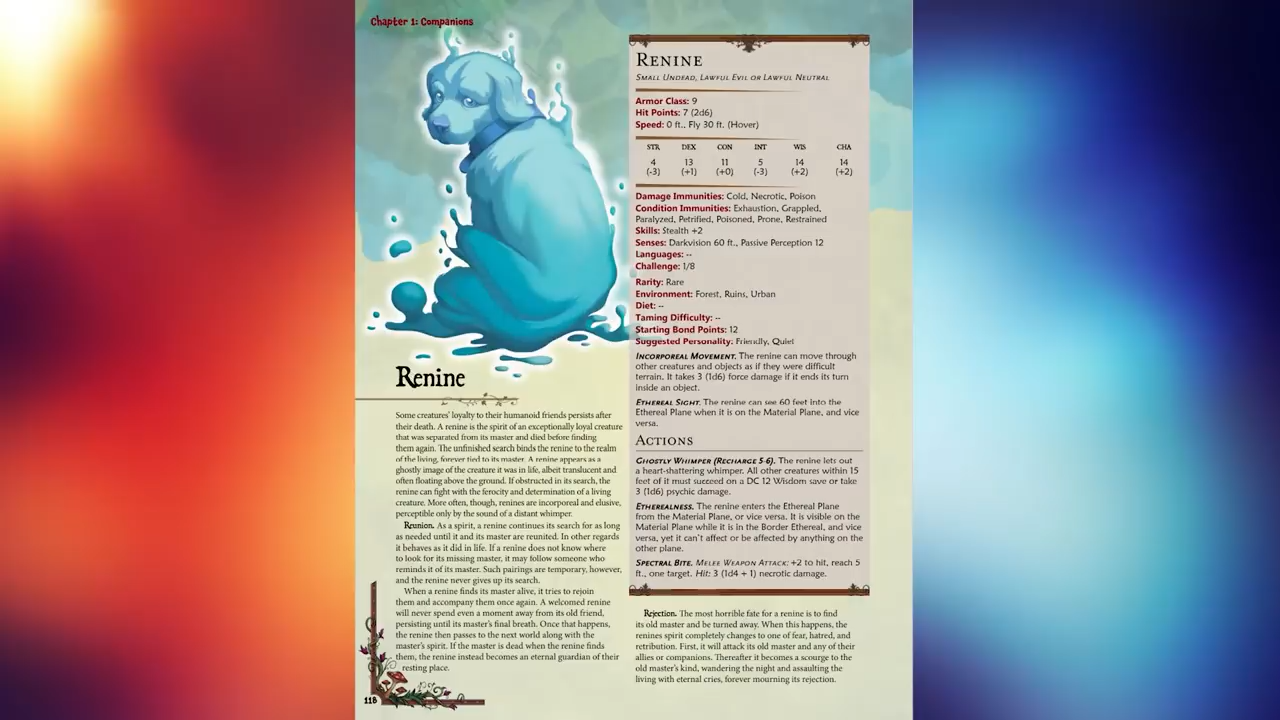 Chapter 1: Companions
Renine
Some creatures' loyalty to their humanoid friends persists after
their death. A renine is the spirit of an exceptionally loyal creature
that was separated from its master and died before finding
them again. The unfinished search binds the renine to the realm
of the living, forever tied to its master. A renine appears as a
ghostly image of the creature it was in life, albeit translucent and
often floating above the ground. If obstructed in its search, the
renine can fight with the ferocity and determination of a living
creature. More often, though, renines are incorporeal and elusive,
perceptible only by the sound of a distant whimper.
Reunion. As a spirit, a renine continues its search for as long
as needed until it and its master are reunited. In other regards
it behaves as it did in life. If a renine does not know where
to look for its missing master, it may follow someone who
reminds it of its master. Such pairings are temporary, however,
and the renine never gives up its search.
When a renine finds its master alive, it tries to rejoin
them and accompany them once again. A welcomed renine
will never spend even a moment away from its old friend,
persisting until its master's final breath. Once that happens,
the renine then passes to the next world along with the
master's spirit. If the master is dead when the renine finds
them, the renine instead becomes an eternal guardian of their
resting place.
118
RENINE
SMALL UNDEAD, LAWFUL EVIL OR LAWFUL NEUTRAL
Armor Class: 9
Hit Points: 7 (2d6)
Speed: 0 ft., Fly 30 ft. (Hover)
STR DEX CON INT WIS CHA
4 13 11 5 14 14
(-3) (+1) (+0) (-3) (+2) (+2)
Damage Immunities: Cold, Necrotic, Poison
Condition Immunities: Exhaustion, Grappled,
Paralyzed, Petrified, Poisoned, Prone, Restrained
Skills: Stealth +2
Senses: Darkvision 60 ft., Passive Perception 12
Languages: --
Challenge: 1/8
Rarity: Rare
Environment: Forest, Ruins, Urban
Diet: --
Taming Difficulty: --
Starting Bond Points: 12
Suggested Personality: Friendly, Quiet
INCORPOREAL MOVEMENT. The renine can move through
other creatures and objects as if they were difficult
terrain. It takes 3 (1d6) force damage if it ends its turn
inside an object.
ETHEREAL SIGHT. The renine can see 60 feet into the
Ethereal Plane when it is on the Material Plane, and vice
versa.
ACTIONS
GHOSTLY WHIMPER (RECHARGE 5-6). The renine lets out
a heart-shattering whimper. All other creatures within 15
feet of it must succeed on a DC 12 Wisdom save or take
3 (1d6) psychic damage.
ETHEREALNESS. The renine enters the Ethereal Plane
from the Material Plane, or vice versa. It is visible on the
Material Plane while it is in the Border Ethereal, and vice
versa, yet it can't affect or be affected by anything on the
other plane.
SPECTRAL BITE. MELEE WEAPON ATTACK: +2 to hit, reach 5
ft., one target. Hit: 3 (1d4 + 1) necrotic damage.
Rejection. The most horrible fate for a renine is to find
its old master and be turned away. When this happens, the
renines spirit completely changes to one of fear, hatred, and
retribution. First, it will attack its old master and any of their
allies or companions. Thereafter it becomes a scourge to the
old master's kind, wandering the night and assaulting the
living with eternal cries, forever mourning its rejection.